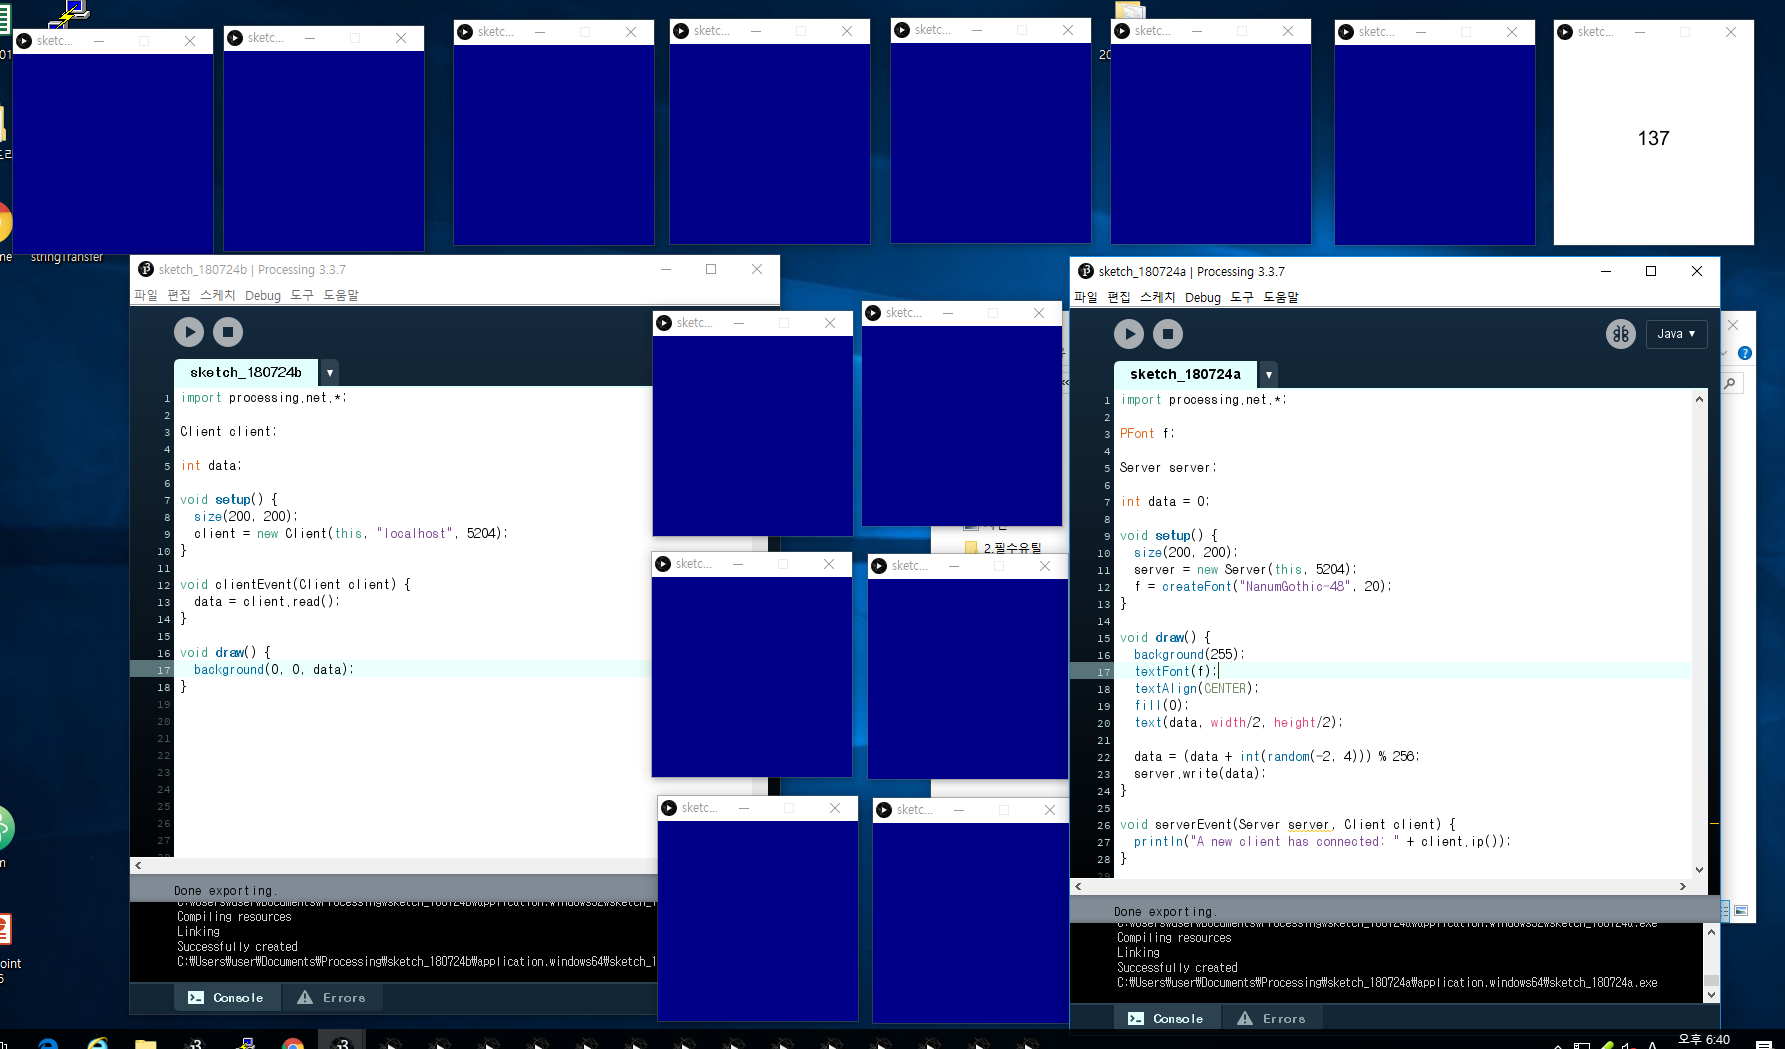 sketc...
sketc...
sketc...
sketc...
sketc...
sketc...
sketc...
sketc...
137
01
20
me
stringTransfer
sketch_180724b | Processing 3.3.7
파일 편집 스케치 Debug 도구 도움말
sketch_180724b
1 import processing.net.*;
2
3 Client client;
4
5 int data;
6
7 void setup() {
8 size(200, 200);
9 client = new Client(this, "localhost", 5204);
10 }
11
12 void clientEvent(Client client) {
13 data = client.read();
14 }
15
16 void draw() {
17 background(0, 0, data);
18 }
19
20
21
22
23
24
25
26
27
Done exporting.
C:\Users\user\Documents\Processing\sketch_180724b\application.windows32\sketch_1
Compiling resources
Linking
Successfully created
C:\Users\user\Documents\Processing\sketch_180724b\application.windows64\sketch_1
Console Errors
sketc...
sketc...
sketc...
sketc...
sketc...
sketc...
2.필수유틸
sketch_180724a | Processing 3.3.7
파일 편집 스케치 Debug 도구 도움말
Java
sketch_180724a
1 import processing.net.*;
2
3 PFont f;
4
5 Server server;
6
7 int data = 0;
8
9 void setup() {
10 size(200, 200);
11 server = new Server(this, 5204);
12 f = createFont("NanumGothic-48", 20);
13 }
14
15 void draw() {
16 background(255);
17 textFont(f);
18 textAlign(CENTER);
19 fill(0);
20 text(data, width/2, height/2);
21
22 data = (data + int(random(-2, 4))) % 256;
23 server.write(data);
24 }
25
26 void serverEvent(Server server, Client client) {
27 println("A new client has connected: " + client.ip());
28 }
29
Done exporting.
C:\Users\user\Documents\Processing\sketch_180724a\application.windows32\sketch_180724a.exe
Compiling resources
Linking
Successfully created
C:\Users\user\Documents\Processing\sketch_180724a\application.windows64\sketch_180724a.exe
Console Errors
m
oint
오후 6:40